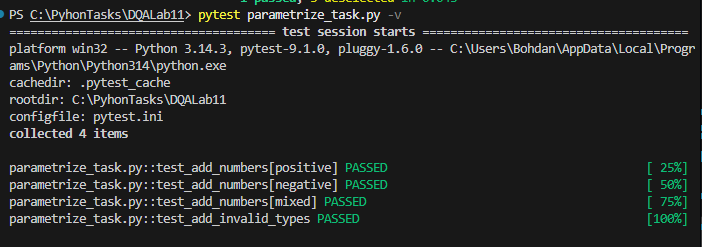 PS C:\PyhonTasks\DQALab11> pytest parametrize_task.py -v
============================= test session starts =============================
platform win32 -- Python 3.14.3, pytest-9.1.0, pluggy-1.6.0 -- C:\Users\Bohdan\AppData\Local\Progr
ams\Python\Python314\python.exe
cachedir: .pytest_cache
rootdir: C:\PyhonTasks\DQALab11
configfile: pytest.ini
collected 4 items
parametrize_task.py::test_add_numbers[positive] PASSED [ 25%]
parametrize_task.py::test_add_numbers[negative] PASSED [ 50%]
parametrize_task.py::test_add_numbers[mixed] PASSED [ 75%]
parametrize_task.py::test_add_invalid_types PASSED [100%]